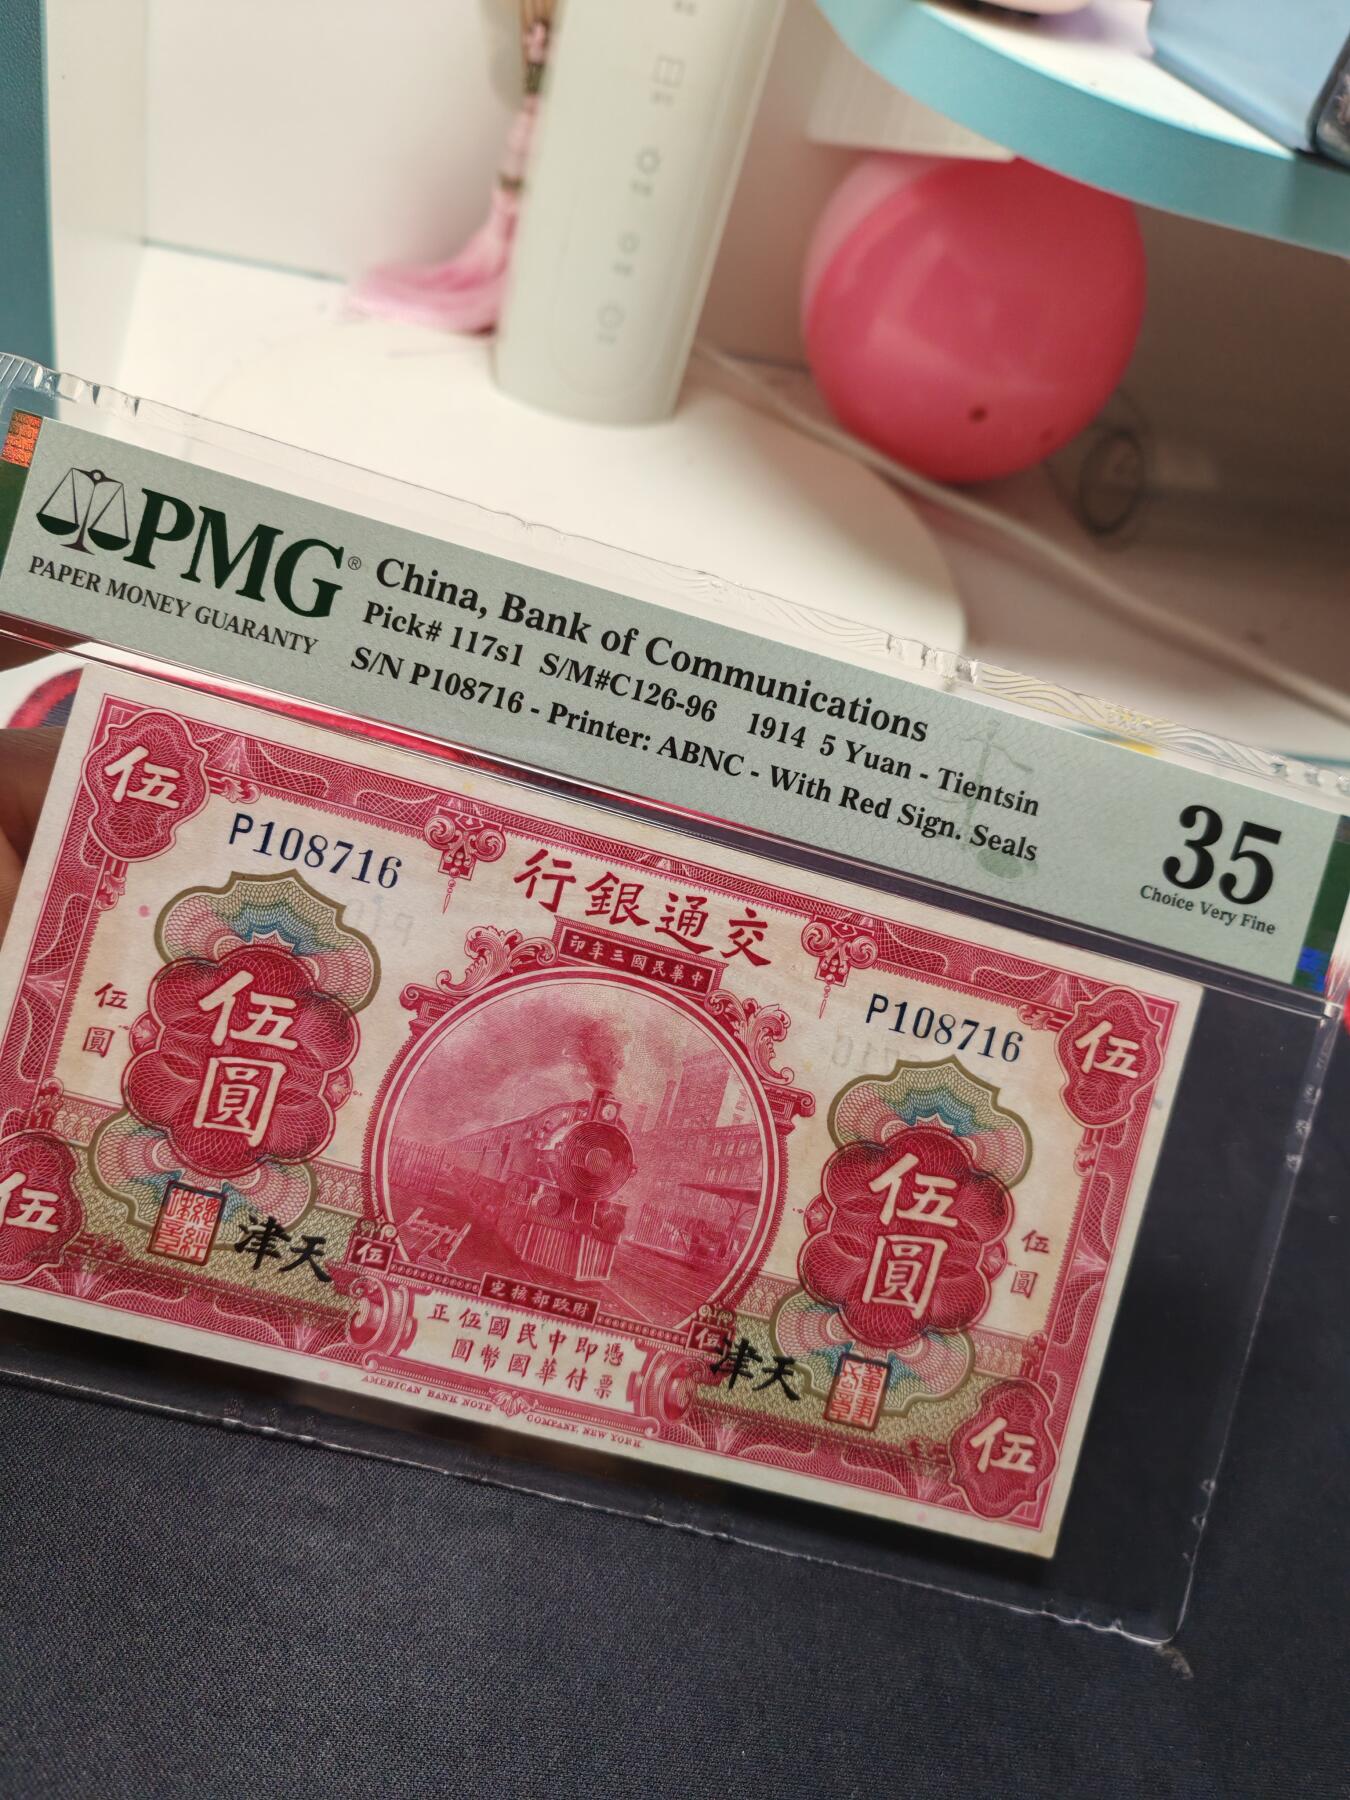 PMG®
PAPER MONEY GUARANTY
China, Bank of Communications
Pick# 117s1 S/M#C126-96 1914 5 Yuan - Tientsin
S/N P108716 - Printer: ABNC - With Red Sign. Seals
35
Choice Very Fine
伍
P108716
行銀通交
印年三國民華中
P108716
伍
伍圓
伍圓
伍圓
伍圓
伍
津天
伍
定核部政財
伍
津天
正伍國民中即憑
圓幣國華付票
伍
AMERICAN BANK NOTE COMPANY, NEW YORK.